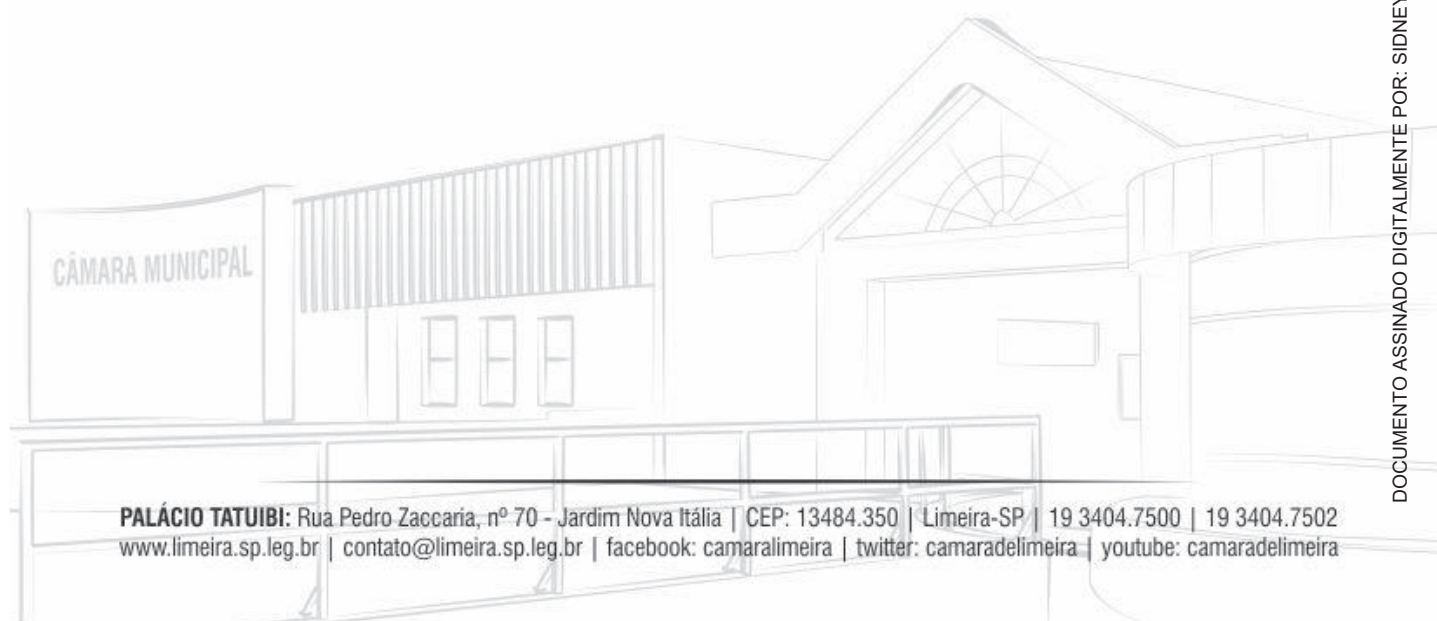 CÂMARA MUNICIPAL
PALÁCIO TATUIBI: Rua Pedro Zaccaria, nº 70 - Jardim Nova Itália | CEP: 13484.350 | Limeira-SP | 19 3404.7500 | 19 3404.7502
www.limeira.sp.leg.br | contato@limeira.sp.leg.br | facebook: camaralimeira | twitter: camaradelimeira | youtube: camaradelimeira
DOCUMENTO ASSINADO DIGITALMENTE POR: SIDNEY